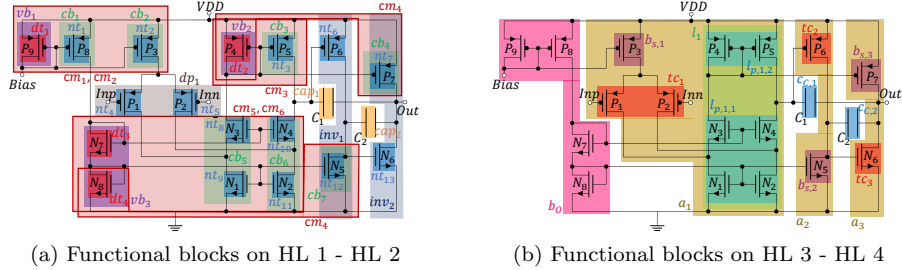 VDD
vb1 cb1 cb2 vb2 cb3 cm4
dt1 nt1 nt2 nt6
P9 P8 P3 P4 P5 P6 cb4
dt2 nt3 P7
Bias cm1, cm2 dp1 cm3 nt7
Inp Inn cap1 Out
nt4 P1 P2 nt5 cm5, cm6 C1
nt8 cap2
dt3 N3 N4 inv1 C2
N7 cb5 nt10 cb6
nt9 N5 N6
N8 N1 N2 nt12 nt13
dt4 vb3 nt11 cb7 inv2
cm4
(a) Functional blocks on HL 1 - HL 2
VDD
l1 tc2
P9 P8 P3 bs,1 P4 P5 P6 bs,3
lp,1,2 P7
Bias tc1 cc,1
Inp P1 P2 Inn Out
lp,1,1 C1 cc,2
N3 N4 C2
N7
N5 N6
N8 N1 N2 bs,2 tc3
b0 a1 a2 a3
(b) Functional blocks on HL 3 - HL 4